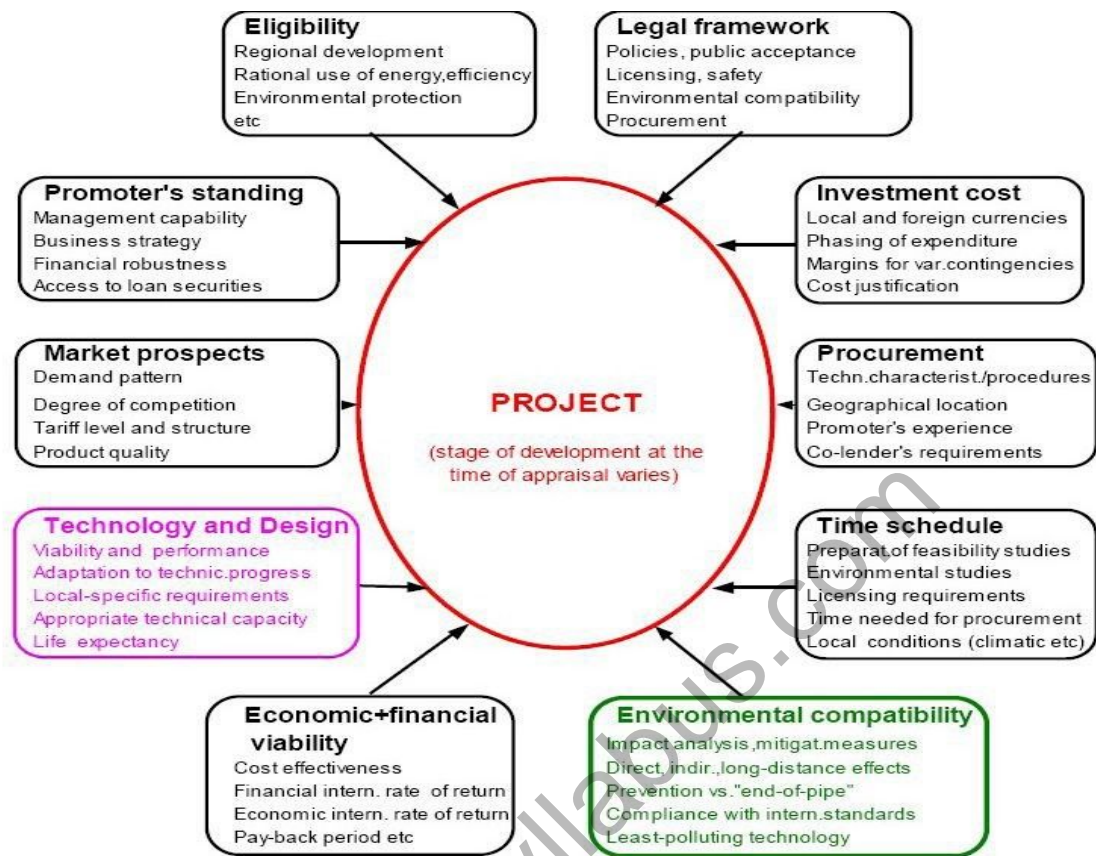 Eligibility
Regional development
Rational use of energy,efficiency
Environmental protection
etc
Legal framework
Policies, public acceptance
Licensing, safety
Environmental compatibility
Procurement
Promoter's standing
Management capability
Business strategy
Financial robustness
Access to loan securities
Investment cost
Local and foreign currencies
Phasing of expenditure
Margins for var.contingencies
Cost justification
Market prospects
Demand pattern
Degree of competition
Tariff level and structure
Product quality
PROJECT
(stage of development at the
time of appraisal varies)
Procurement
Techn.characterist./procedures
Geographical location
Promoter's experience
Co-lender's requirements
Technology and Design
Viability and performance
Adaptation to technic.progress
Local-specific requirements
Appropriate technical capacity
Life expectancy
Time schedule
Preparat.of feasibility studies
Environmental studies
Licensing requirements
Time needed for procurement
Local conditions (climatic etc)
Economic+financial
viability
Cost effectiveness
Financial intern. rate of return
Economic intern. rate of return
Pay-back period etc
Environmental compatibility
Impact analysis,mitigat.measures
Direct, indir.,long-distance effects
Prevention vs."end-of-pipe"
Compliance with intern.standards
Least-polluting technology
yllabus.com